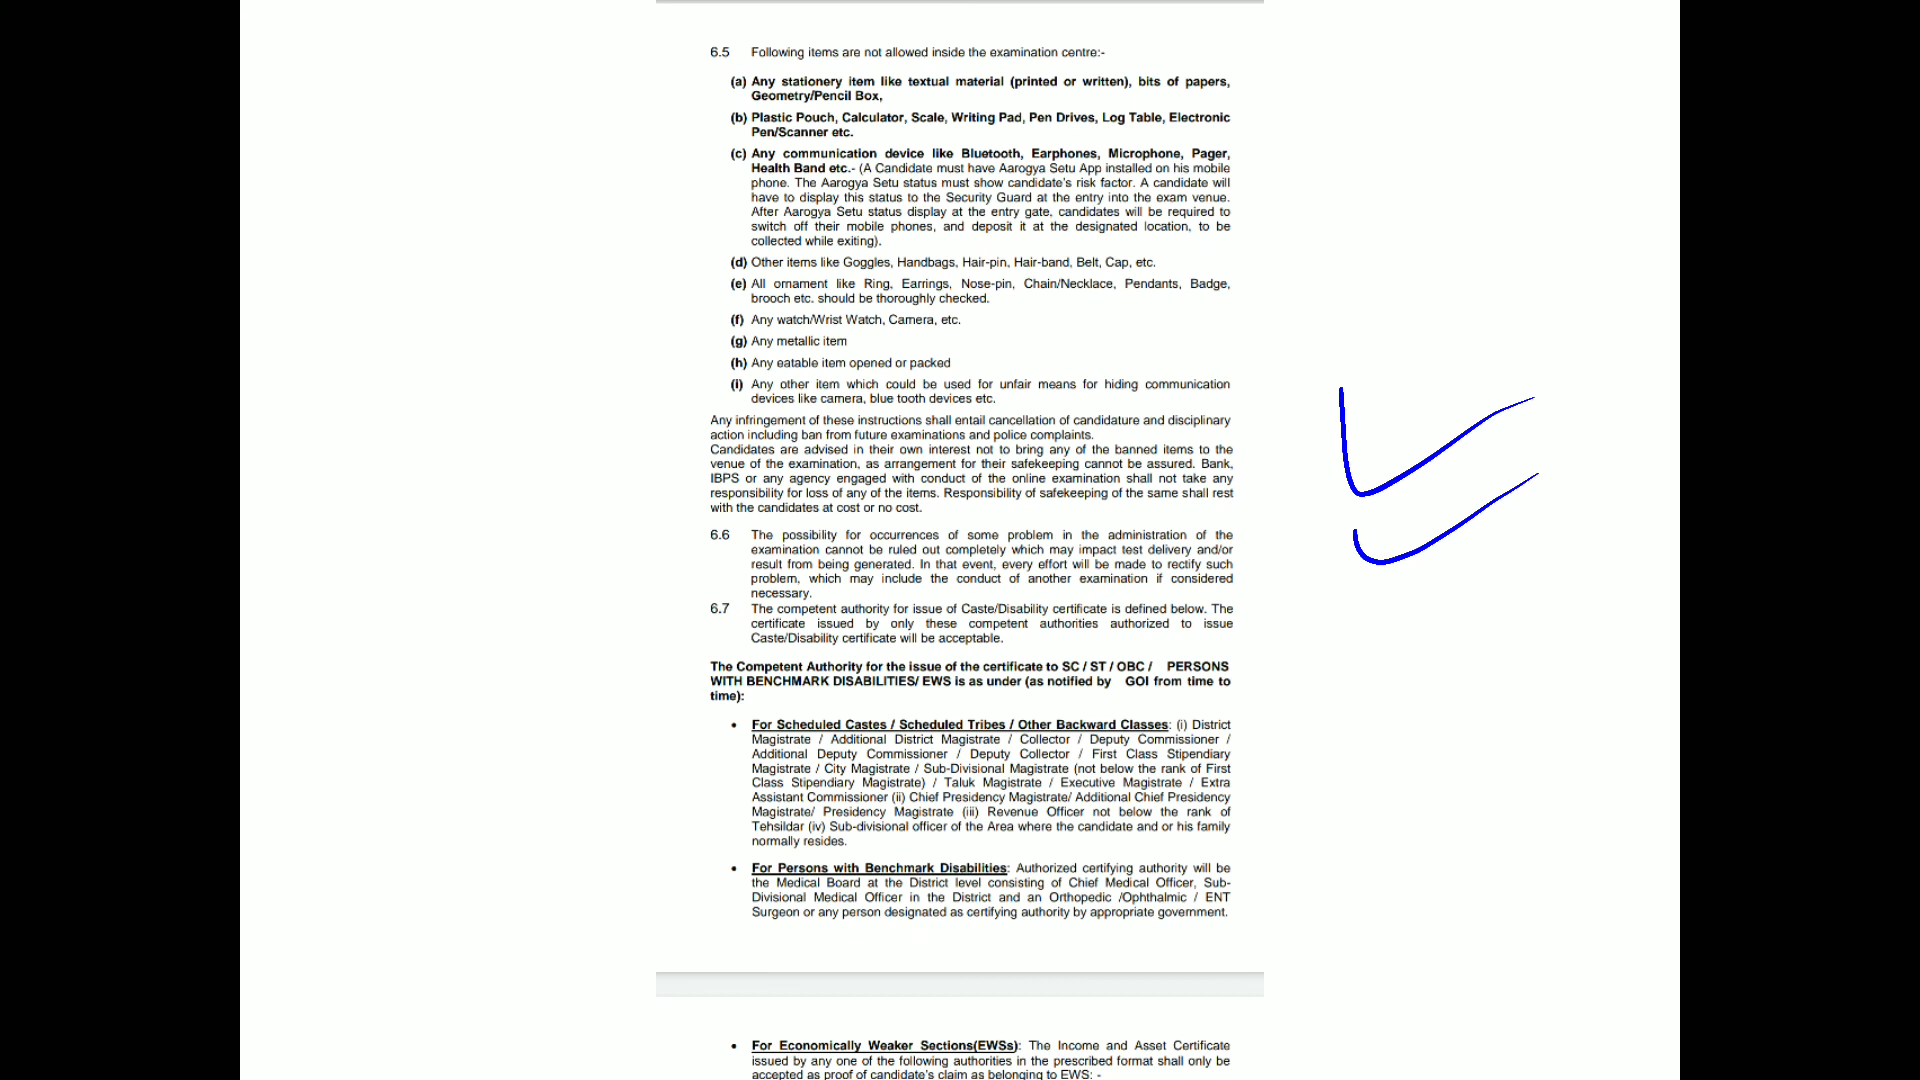 6.5 Following items are not allowed inside the examination centre:-
(a) Any stationery item like textual material (printed or written), bits of papers,
Geometry/Pencil Box,
(b) Plastic Pouch, Calculator, Scale, Writing Pad, Pen Drives, Log Table, Electronic
Pen/Scanner etc.
(c) Any communication device like Bluetooth, Earphones, Microphone, Pager,
Health Band etc.- (A Candidate must have Aarogya Setu App installed on his mobile
phone. The Aarogya Setu status must show candidate's risk factor. A candidate will
have to display this status to the Security Guard at the entry into the exam venue.
After Aarogya Setu status display at the entry gate, candidates will be required to
switch off their mobile phones, and deposit it at the designated location, to be
collected while exiting).
(d) Other items like Goggles, Handbags, Hair-pin, Hair-band, Belt, Cap, etc.
(e) All ornament like Ring, Earrings, Nose-pin, Chain/Necklace, Pendants, Badge,
brooch etc. should be thoroughly checked.
(f) Any watch/Wrist Watch, Camera, etc.
(g) Any metallic item
(h) Any eatable item opened or packed
(i) Any other item which could be used for unfair means for hiding communication
devices like camera, blue tooth devices etc.
Any infringement of these instructions shall entail cancellation of candidature and disciplinary
action including ban from future examinations and police complaints.
Candidates are advised in their own interest not to bring any of the banned items to the
venue of the examination, as arrangement for their safekeeping cannot be assured. Bank,
IBPS or any agency engaged with conduct of the online examination shall not take any
responsibility for loss of any of the items. Responsibility of safekeeping of the same shall rest
with the candidates at cost or no cost.
6.6 The possibility for occurrences of some problem in the administration of the
examination cannot be ruled out completely which may impact test delivery and/or
result from being generated. In that event, every effort will be made to rectify such
problem, which may include the conduct of another examination if considered
necessary.
6.7 The competent authority for issue of Caste/Disability certificate is defined below. The
certificate issued by only these competent authorities authorized to issue
Caste/Disability certificate will be acceptable.
The Competent Authority for the issue of the certificate to SC / ST / OBC / PERSONS
WITH BENCHMARK DISABILITIES/ EWS is as under (as notified by GOI from time to
time):
• For Scheduled Castes / Scheduled Tribes / Other Backward Classes: (i) District
Magistrate / Additional District Magistrate / Collector / Deputy Commissioner /
Additional Deputy Commissioner / Deputy Collector / First Class Stipendiary
Magistrate / City Magistrate / Sub-Divisional Magistrate (not below the rank of First
Class Stipendiary Magistrate) / Taluk Magistrate / Executive Magistrate / Extra
Assistant Commissioner (ii) Chief Presidency Magistrate/ Additional Chief Presidency
Magistrate/ Presidency Magistrate (iii) Revenue Officer not below the rank of
Tehsildar (iv) Sub-divisional officer of the Area where the candidate and or his family
normally resides.
• For Persons with Benchmark Disabilities: Authorized certifying authority will be
the Medical Board at the District level consisting of Chief Medical Officer, Sub-
Divisional Medical Officer in the District and an Orthopedic /Ophthalmic / ENT
Surgeon or any person designated as certifying authority by appropriate government.
• For Economically Weaker Sections(EWSs): The Income and Asset Certificate
issued by any one of the following authorities in the prescribed format shall only be
accepted as proof of candidate's claim as belonging to EWS: -